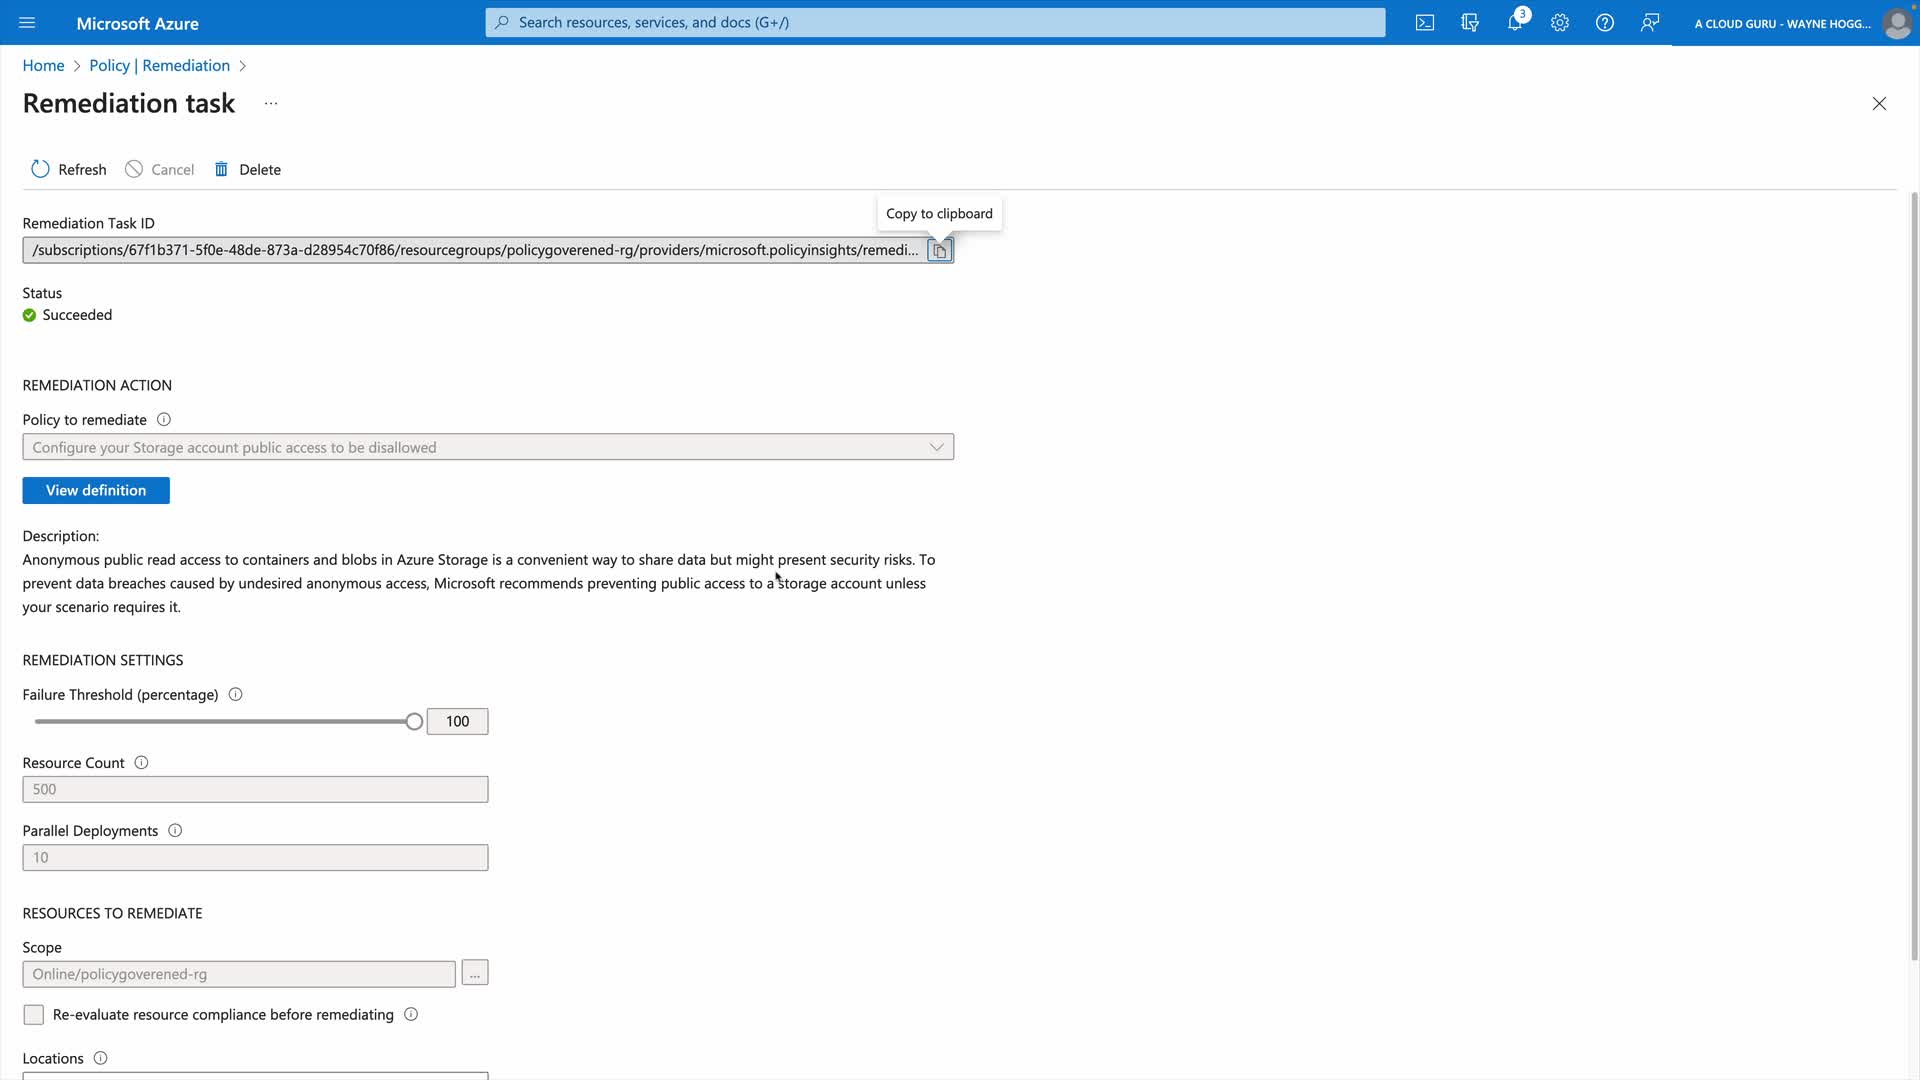 Microsoft Azure
Search resources, services, and docs (G+/)
3
A CLOUD GURU - WAYNE HOGG...
Home > Policy | Remediation >
Remediation task ...
Refresh Cancel Delete
Copy to clipboard
Remediation Task ID
/subscriptions/67f1b371-5f0e-48de-873a-d28954c70f86/resourcegroups/policygoverened-rg/providers/microsoft.policyinsights/remedi...
Status
Succeeded
REMEDIATION ACTION
Policy to remediate
Configure your Storage account public access to be disallowed
View definition
Description:
Anonymous public read access to containers and blobs in Azure Storage is a convenient way to share data but might present security risks. To
prevent data breaches caused by undesired anonymous access, Microsoft recommends preventing public access to a storage account unless
your scenario requires it.
REMEDIATION SETTINGS
Failure Threshold (percentage)
100
Resource Count
500
Parallel Deployments
10
RESOURCES TO REMEDIATE
Scope
Online/policygoverened-rg
...
Re-evaluate resource compliance before remediating
Locations